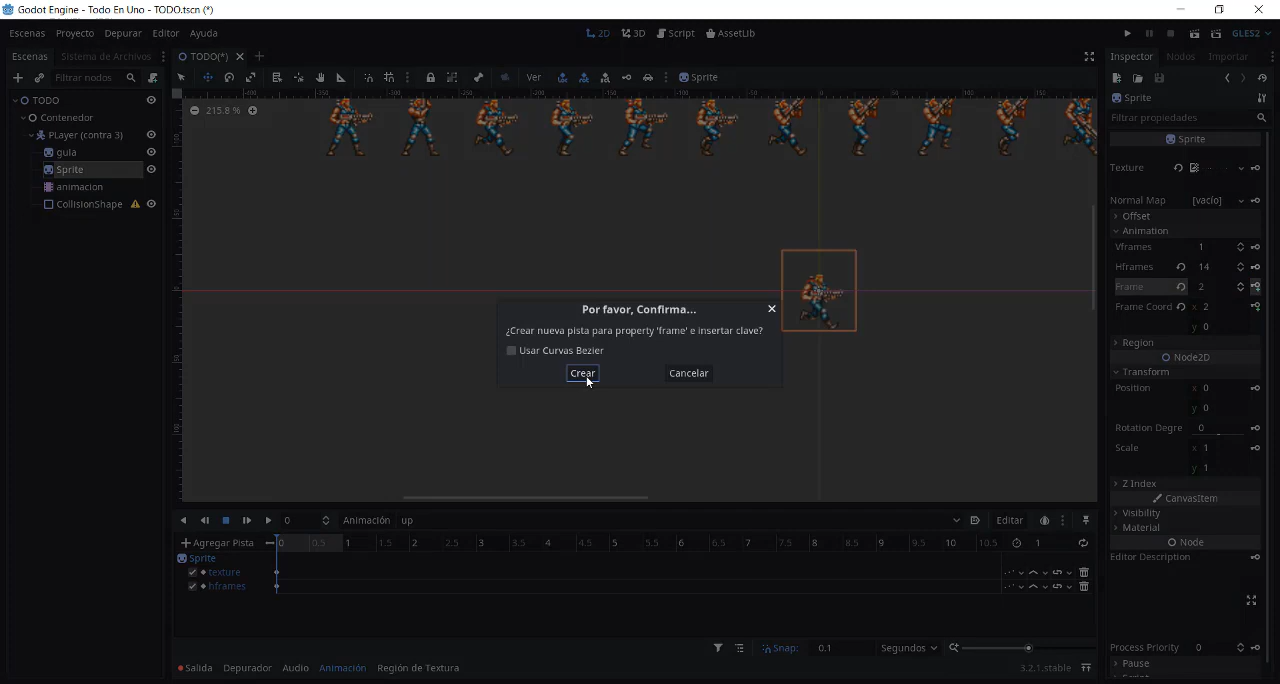 Godot Engine - Todo En Uno - TODO.tscn (*)
Escenas Proyecto Depurar Editor Ayuda
2D 3D Script AssetLib
GLES2
Escenas Sistema de Archivos
TODO(*)
Inspector Nodos Importar
Filtrar nodos
Ver
Sprite
TODO
Contenedor
PLayer (contra 3)
guia
Sprite
animacion
CollisionShape
215.8 %
Sprite
Filtrar propiedades
Sprite
Texture
Normal Map [vacío]
Offset
Animation
Vframes 1
Hframes 14
Frame 2
Frame Coord x 2
y 0
Region
Node2D
Transform
Position x 0
y 0
Rotation Degre 0
Scale x 1
y 1
Z Index
CanvasItem
Visibility
Material
Node
Editor Description
Process Priority 0
Pause
Por favor, Confirma...
¿Crear nueva pista para property 'frame' e insertar clave?
Usar Curvas Bezier
Crear Cancelar
0 Animación up Editar
Agregar Pista 0 0.5 1 1.5 2 2.5 3 3.5 4 4.5 5 5.5 6 6.5 7 7.5 8 8.5 9 9.5 10 10.5 1
Sprite
texture
hframes
Snap: 0.1 Segundos
Salida Depurador Audio Animación Región de Textura 3.2.1.stable